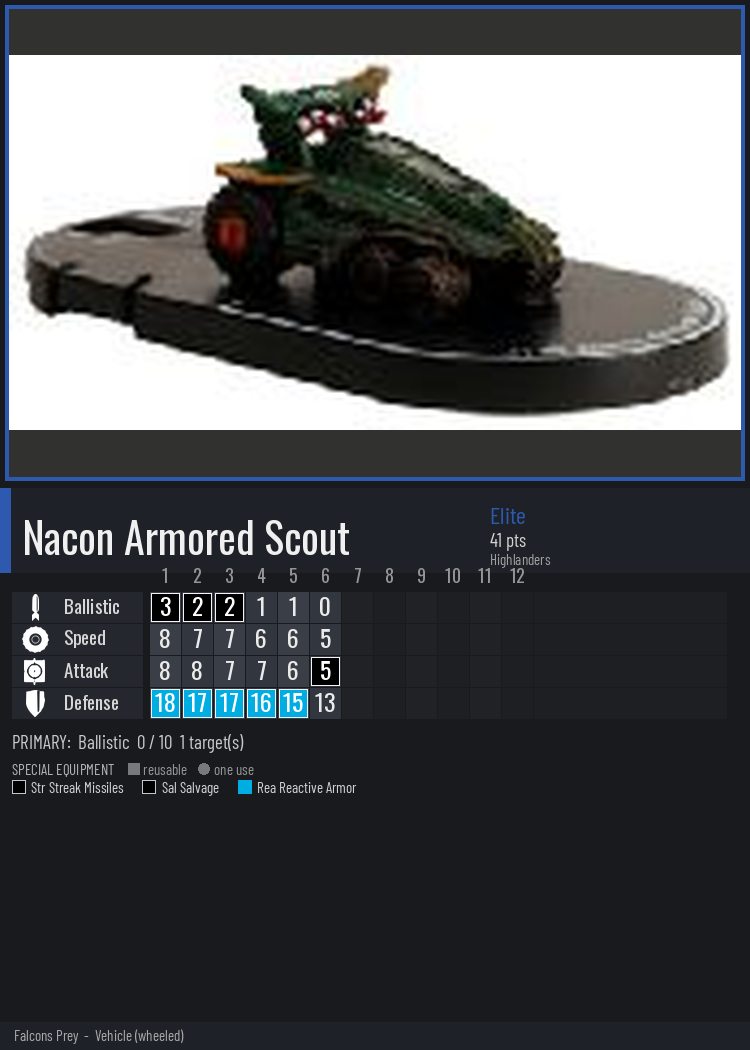 Nacon Armored Scout
Elite
41 pts
Highlanders
1 2 3 4 5 6 7 8 9 10 11 12
Ballistic 3 2 2 1 1 0
Speed 8 7 7 6 6 5
Attack 8 8 7 7 6 5
Defense 18 17 17 16 15 13
PRIMARY: Ballistic 0 / 10 1 target(s)
SPECIAL EQUIPMENT reusable one use
Str Streak Missiles Sal Salvage Rea Reactive Armor
Falcons Prey - Vehicle (wheeled)